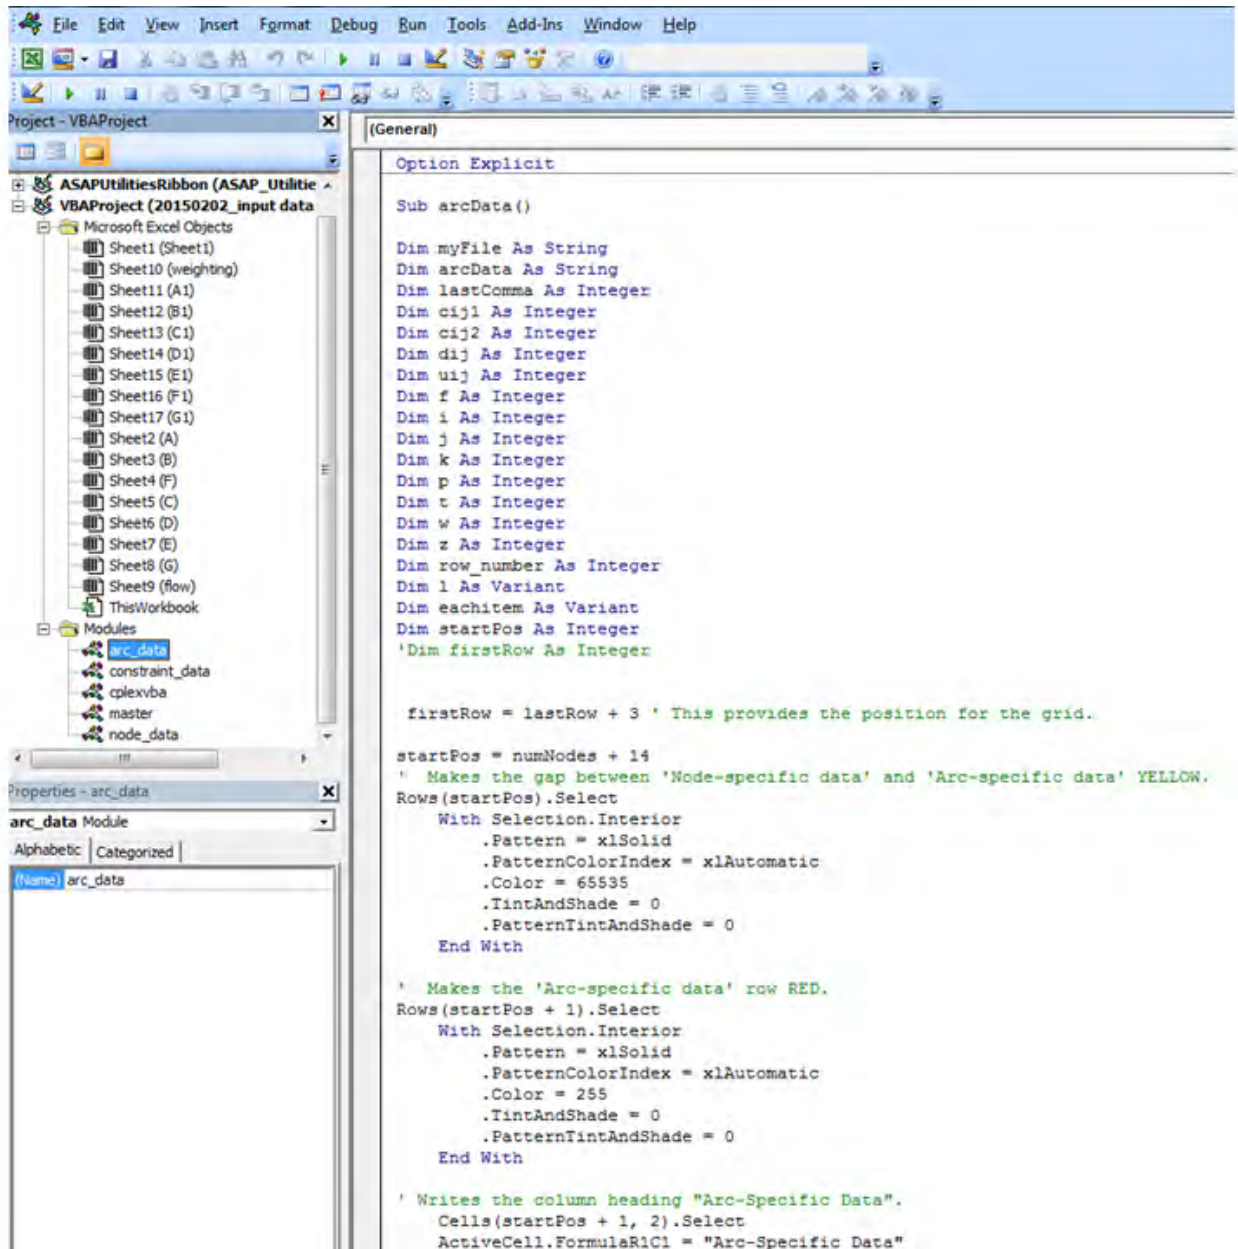 File Edit View Insert Format Debug Run Tools Add-Ins Window Help
Project - VBAProject
ASAPUtilitiesRibbon (ASAP_Utilitie
VBAProject (20150202_input data
Microsoft Excel Objects
Sheet1 (Sheet1)
Sheet10 (weighting)
Sheet11 (A1)
Sheet12 (B1)
Sheet13 (C1)
Sheet14 (D1)
Sheet15 (E1)
Sheet16 (F1)
Sheet17 (G1)
Sheet2 (A)
Sheet3 (B)
Sheet4 (F)
Sheet5 (C)
Sheet6 (D)
Sheet7 (E)
Sheet8 (G)
Sheet9 (flow)
ThisWorkbook
Modules
arc_data
constraint_data
cplexvba
master
node_data
Properties - arc_data
arc_data Module
Alphabetic Categorized
(Name) arc_data
(General)
Option Explicit
Sub arcData()
Dim myFile As String
Dim arcData As String
Dim lastComma As Integer
Dim cij1 As Integer
Dim cij2 As Integer
Dim dij As Integer
Dim uij As Integer
Dim f As Integer
Dim i As Integer
Dim j As Integer
Dim k As Integer
Dim p As Integer
Dim t As Integer
Dim w As Integer
Dim z As Integer
Dim row_number As Integer
Dim l As Variant
Dim eachitem As Variant
Dim startPos As Integer
'Dim firstRow As Integer
firstRow = lastRow + 3 ' This provides the position for the grid.
startPos = numNodes + 14
' Makes the gap between 'Node-specific data' and 'Arc-specific data' YELLOW.
Rows(startPos).Select
With Selection.Interior
.Pattern = xlSolid
.PatternColorIndex = xlAutomatic
.Color = 65535
.TintAndShade = 0
.PatternTintAndShade = 0
End With
' Makes the 'Arc-specific data' row RED.
Rows(startPos + 1).Select
With Selection.Interior
.Pattern = xlSolid
.PatternColorIndex = xlAutomatic
.Color = 255
.TintAndShade = 0
.PatternTintAndShade = 0
End With
' Writes the column heading "Arc-Specific Data".
Cells(startPos + 1, 2).Select
ActiveCell.FormulaR1C1 = "Arc-Specific Data"